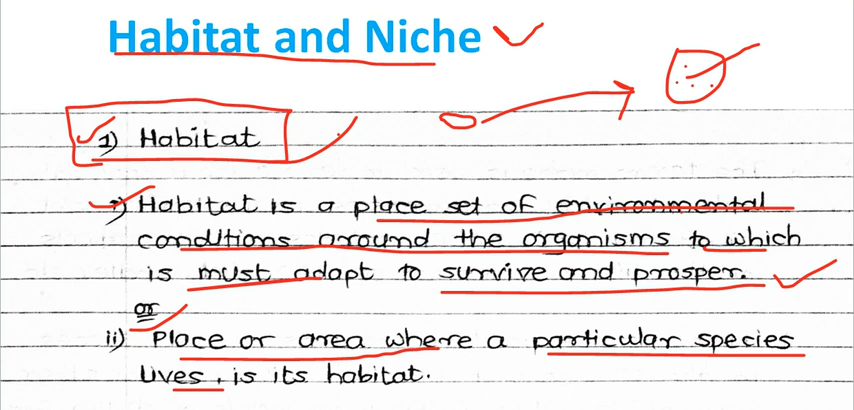 Habitat and Niche
1) Habitat
i) Habitat is a place set of environmental
conditions around the organisms to which
is must adapt to survive and prosper.
or
ii) Place or area where a particular species
lives, is its habitat.